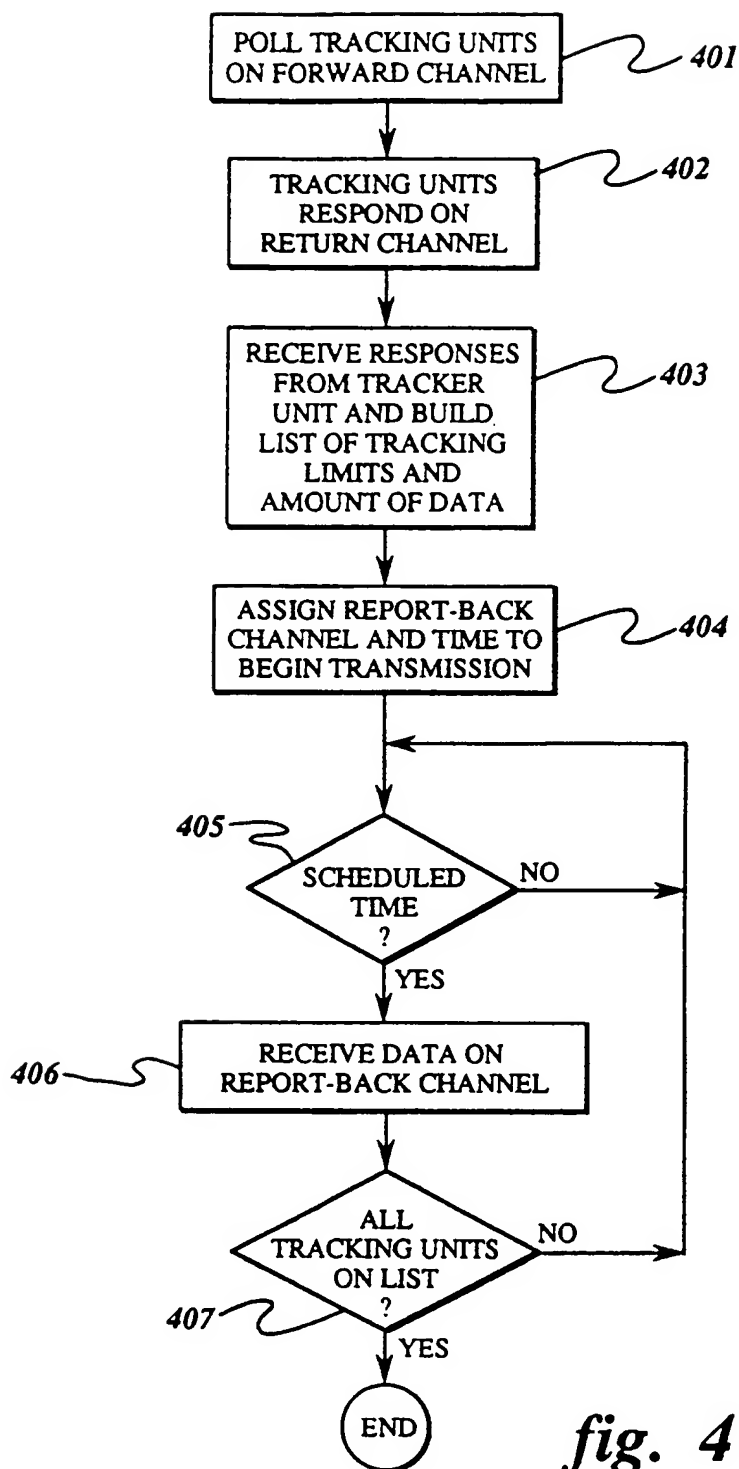 POLL TRACKING UNITS
ON FORWARD CHANNEL
401
TRACKING UNITS
RESPOND ON
RETURN CHANNEL
402
RECEIVE RESPONSES
FROM TRACKER
UNIT AND BUILD
LIST OF TRACKING
LIMITS AND
AMOUNT OF DATA
403
ASSIGN REPORT-BACK
CHANNEL AND TIME TO
BEGIN TRANSMISSION
404
405
SCHEDULED
TIME
?
NO
YES
RECEIVE DATA ON
REPORT-BACK CHANNEL
406
ALL
TRACKING UNITS
ON LIST
?
NO
407
YES
END
fig. 4